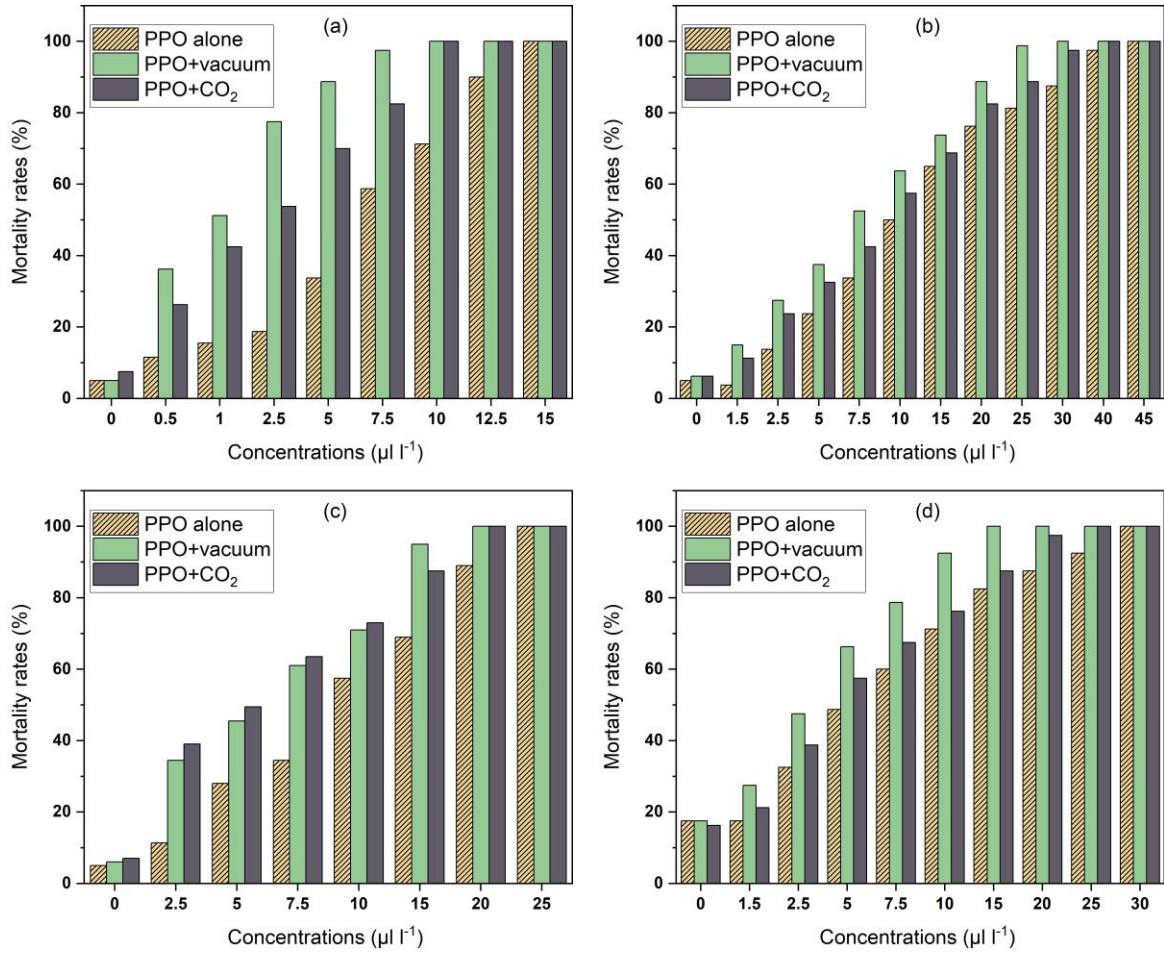 (a)
PPO alone
PPO+vacuum
PPO+CO₂
Mortality rates (%)
100
80
60
40
20
0
0 0.5 1 2.5 5 7.5 10 12.5 15
Concentrations (µl l⁻¹)
(b)
PPO alone
PPO+vacuum
PPO+CO₂
Mortality rates (%)
100
80
60
40
20
0
0 1.5 2.5 5 7.5 10 15 20 25 30 40 45
Concentrations (µl l⁻¹)
(c)
PPO alone
PPO+vacuum
PPO+CO₂
Mortality rates (%)
100
80
60
40
20
0
0 2.5 5 7.5 10 15 20 25
Concentrations (µl l⁻¹)
(d)
PPO alone
PPO+vacuum
PPO+CO₂
Mortality rates (%)
100
80
60
40
20
0
0 1.5 2.5 5 7.5 10 15 20 25 30
Concentrations (µl l⁻¹)